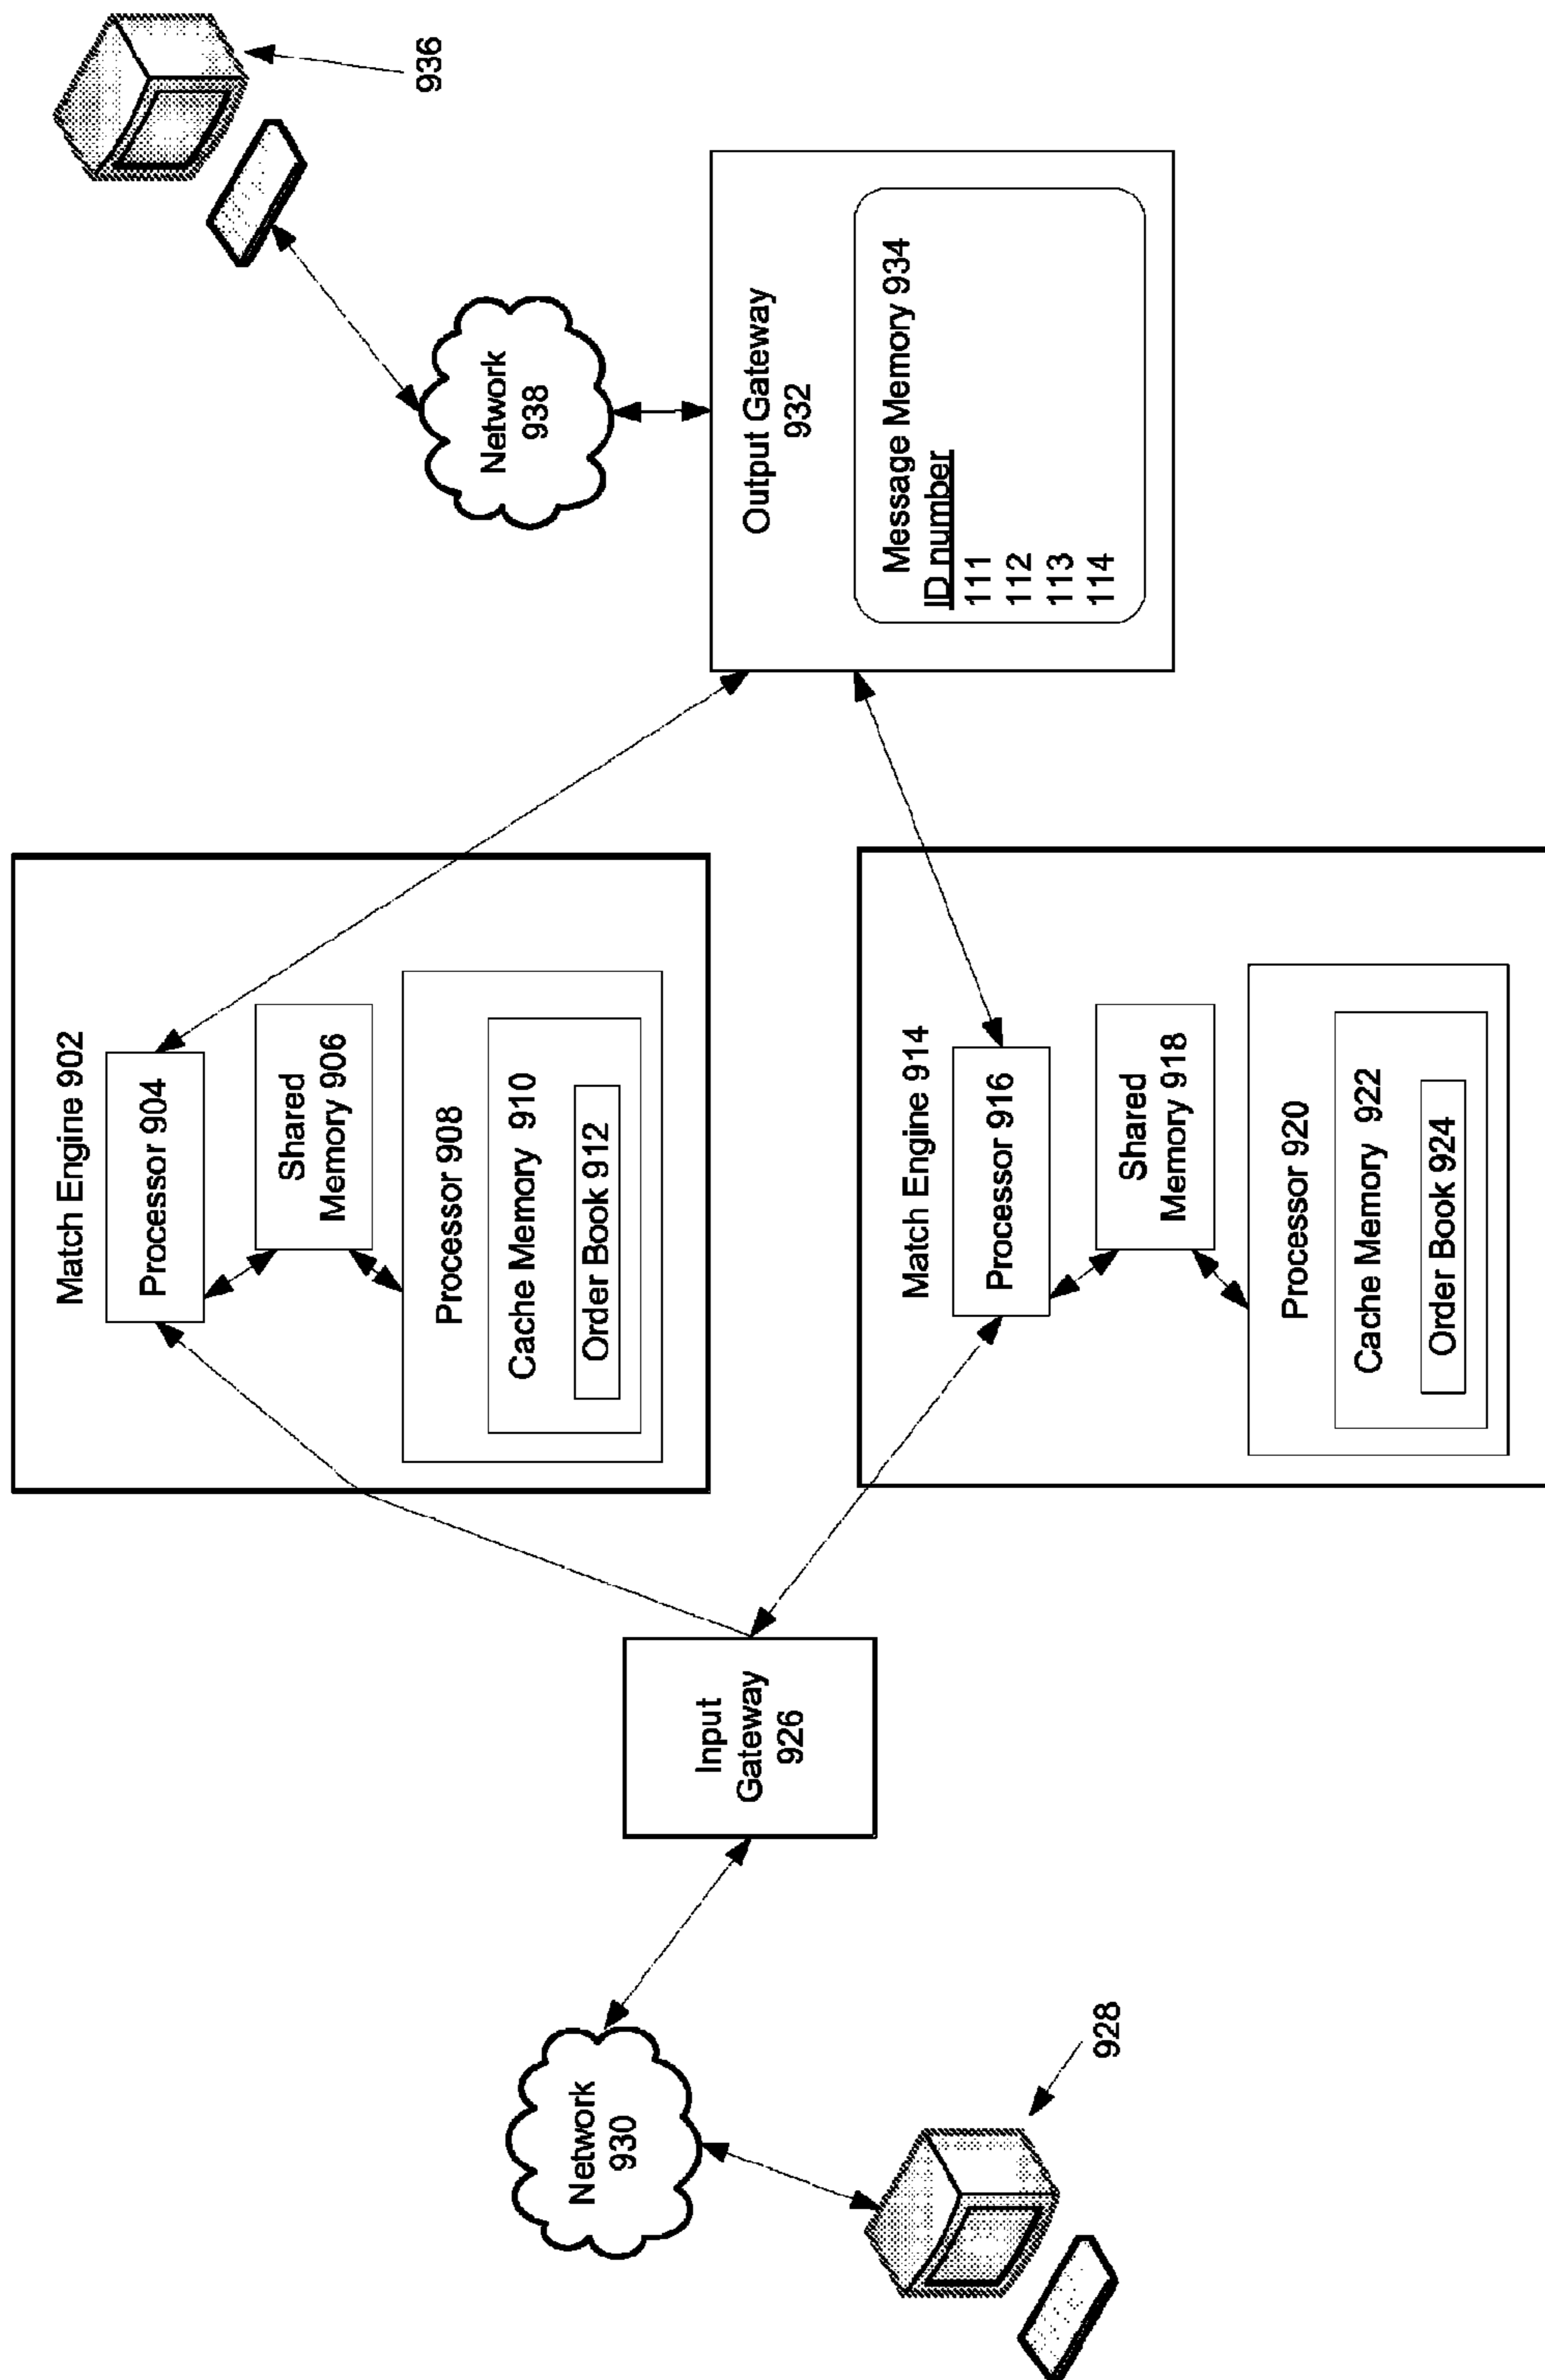 936
Network
938
Output Gateway
932
Message Memory 934
ID number
111
112
113
114
Match Engine 902
Processor 904
Shared
Memory 906
Processor 908
Cache Memory 910
Order Book 912
Match Engine 914
Processor 916
Shared
Memory 918
Processor 920
Cache Memory 922
Order Book 924
Input
Gateway
926
Network
930
928